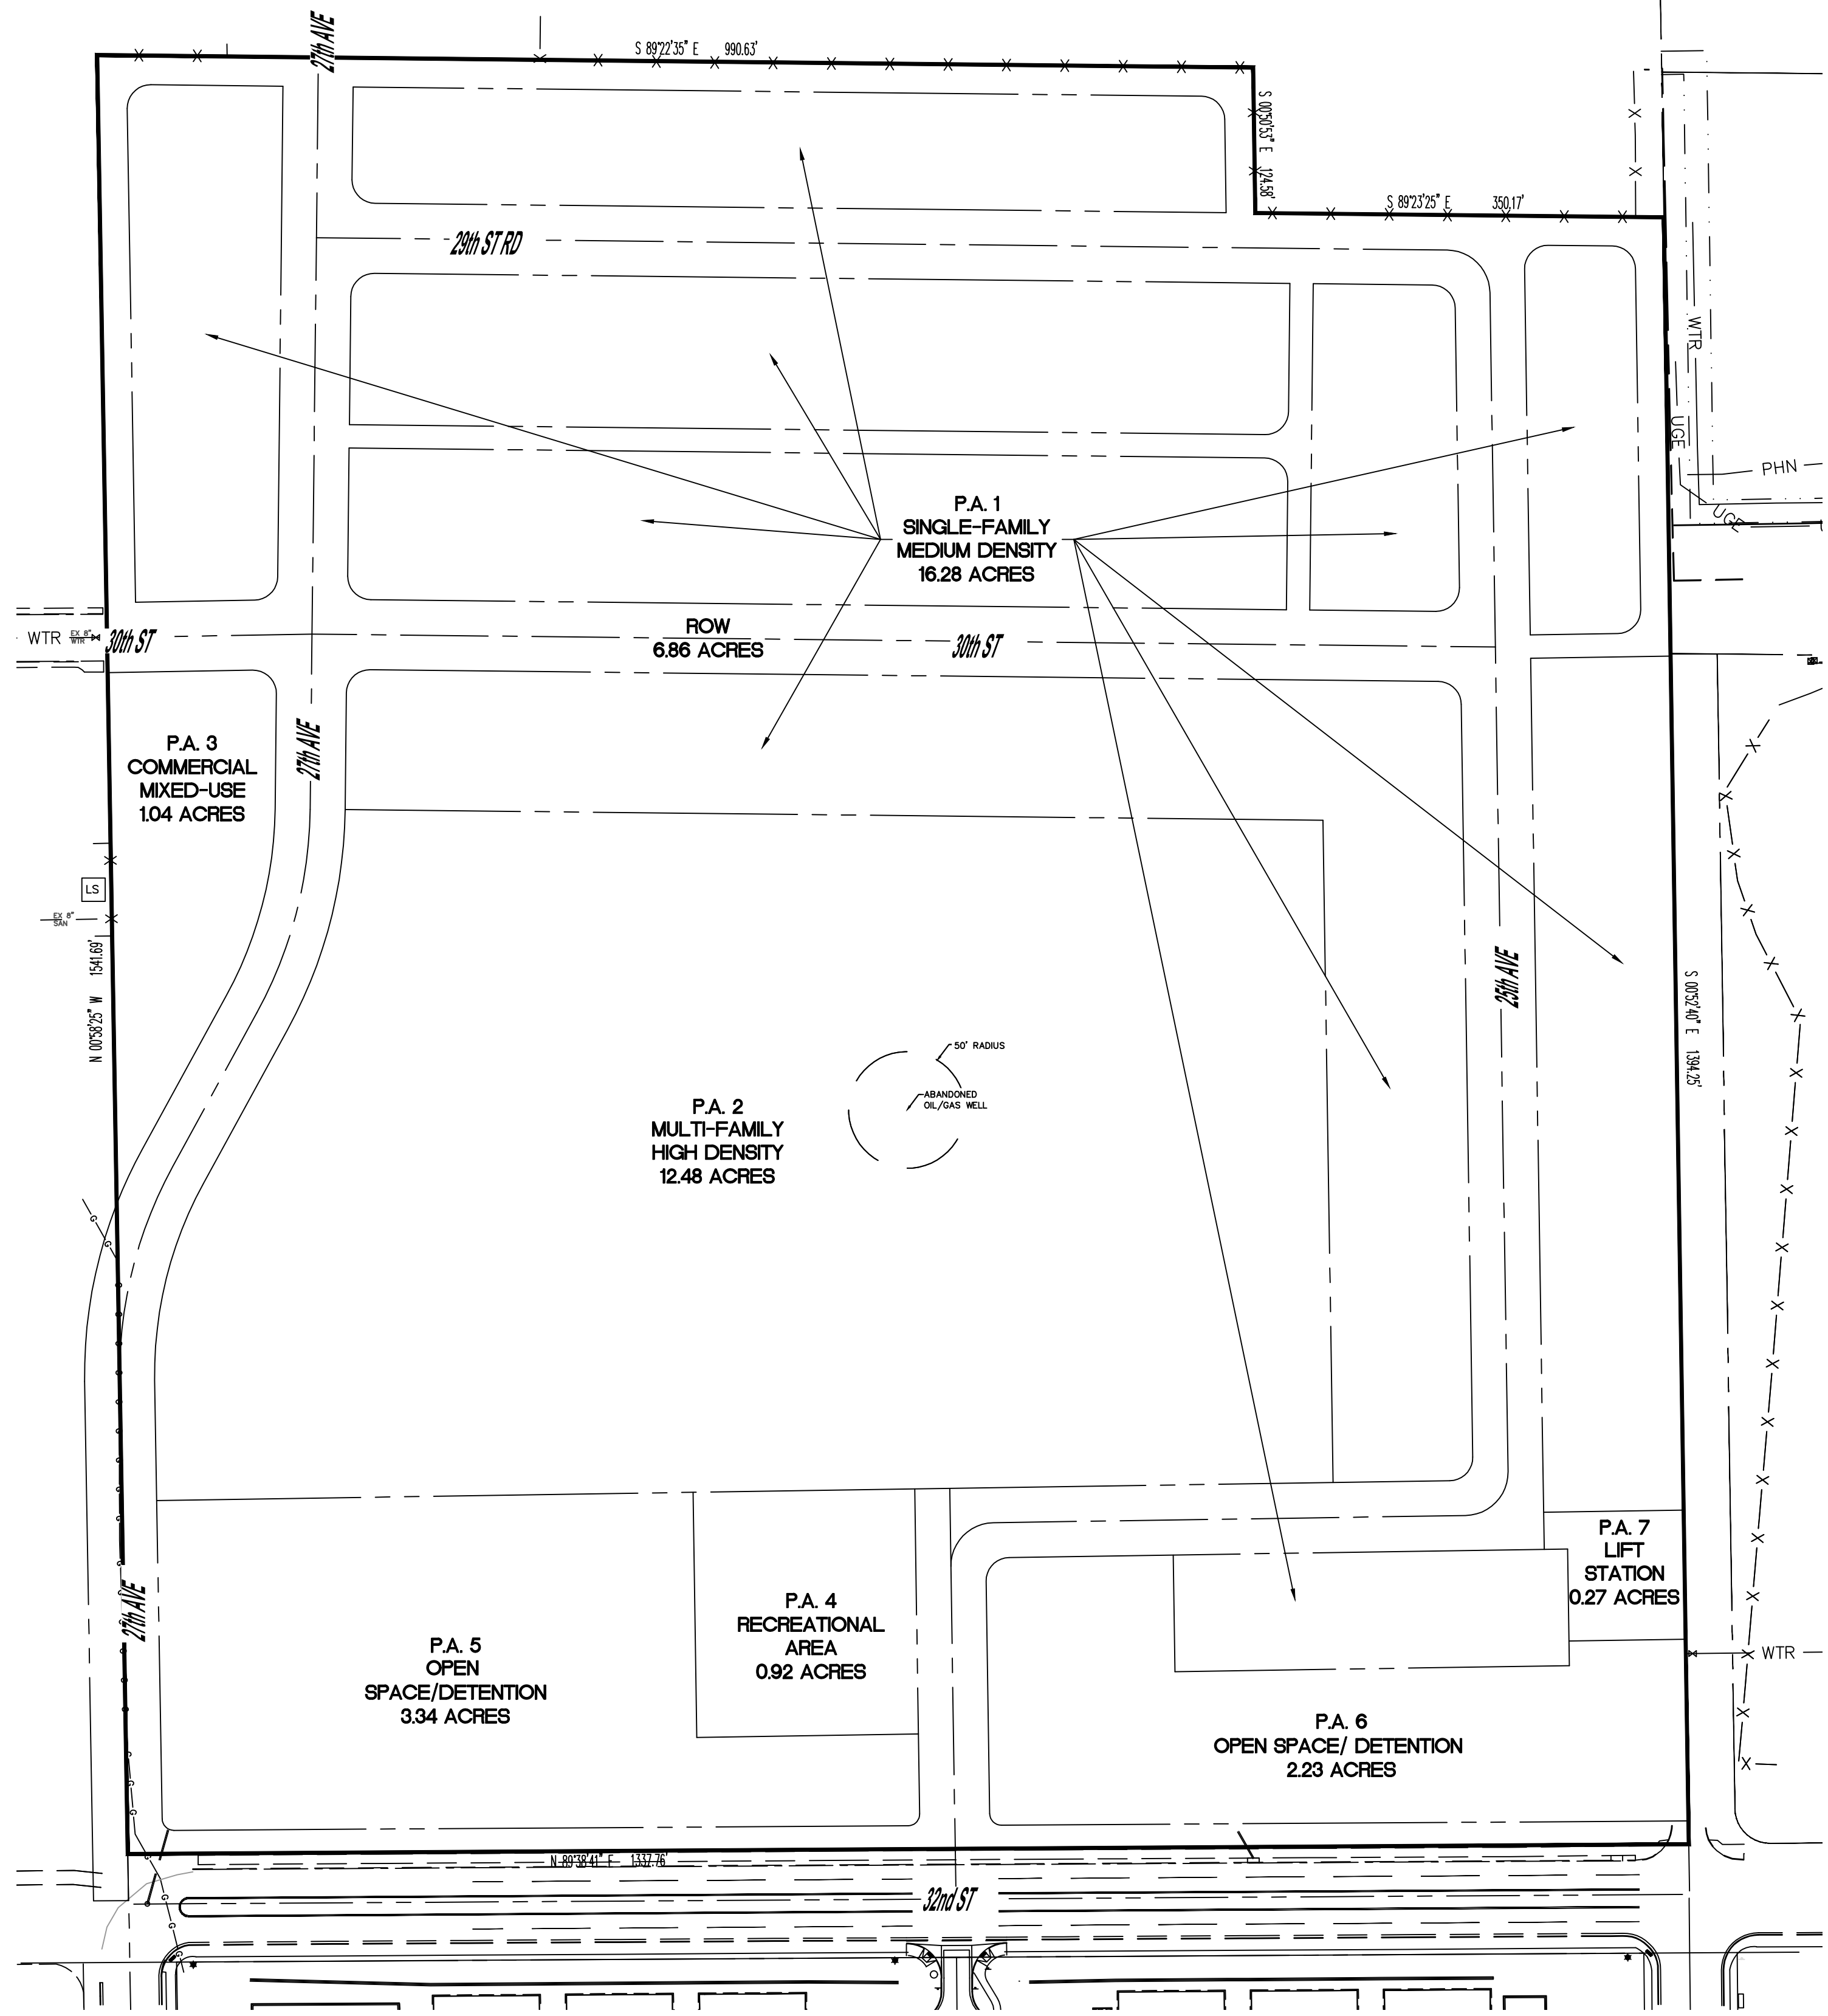 27th AVE
S 89°22'35" E 990.63'
S 00°50'53" E 124.58'
S 89°23'25" E 350.17'
29th ST RD
WTR
UGE
PHN
UGE
P.A. 1
SINGLE-FAMILY
MEDIUM DENSITY
16.28 ACRES
WTR
EX 8"
WTR
30th ST
ROW
6.86 ACRES
30th ST
P.A. 3
COMMERCIAL
MIXED-USE
1.04 ACRES
27th AVE
LS
EX 8"
SAN
N 00°58'25" W 1541.69'
25th AVE
S 00°52'40" E 1394.25'
50' RADIUS
ABANDONED
OIL/GAS WELL
P.A. 2
MULTI-FAMILY
HIGH DENSITY
12.48 ACRES
G
G
P.A. 7
LIFT
STATION
0.27 ACRES
27th AVE
P.A. 4
RECREATIONAL
AREA
0.92 ACRES
P.A. 5
OPEN
SPACE/DETENTION
3.34 ACRES
WTR
P.A. 6
OPEN SPACE/ DETENTION
2.23 ACRES
G
G
N 89°38'41" E 1337.76'
32nd ST
G
G
G